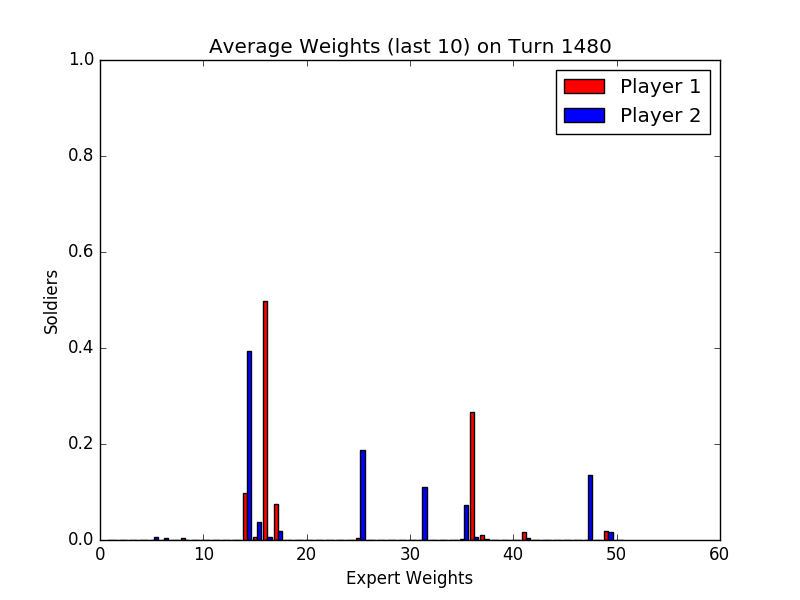 Average Weights (last 10) on Turn 1480
1.0
0.8
0.6
0.4
0.2
0.0
Soldiers
Player 1
Player 2
0 10 20 30 40 50 60
Expert Weights